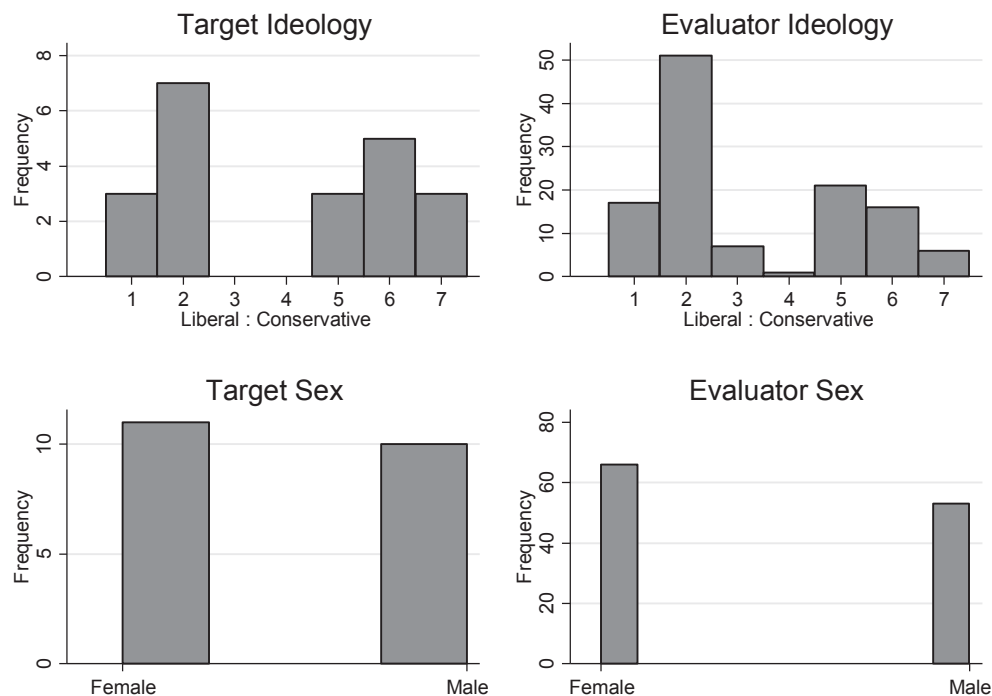 Target Ideology
Frequency
8
6
4
2
0
1 2 3 4 5 6 7
Liberal : Conservative
Evaluator Ideology
Frequency
50
40
30
20
10
0
1 2 3 4 5 6 7
Liberal : Conservative
Target Sex
Frequency
10
5
0
Female Male
Evaluator Sex
Frequency
80
60
40
20
0
Female Male